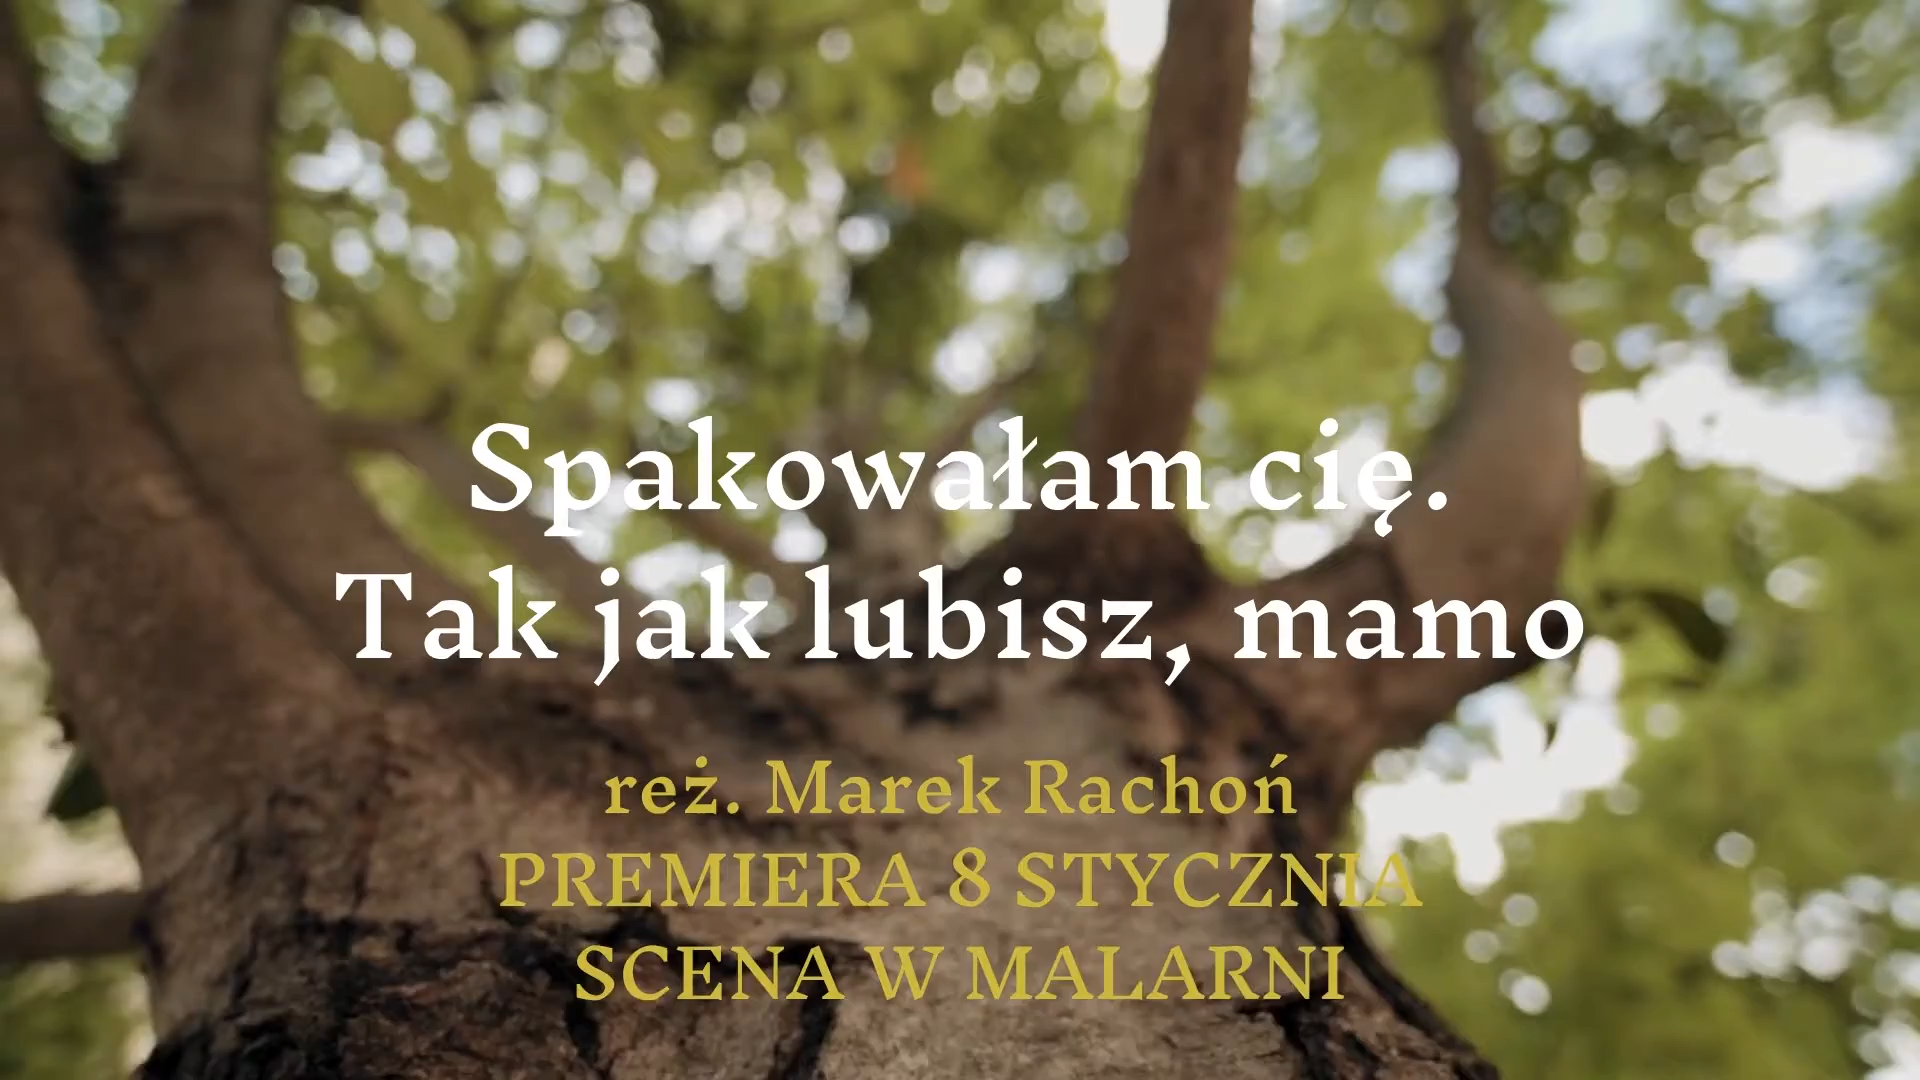 Spakowałam cię.
Tak jak lubisz, mamo
reż. Marek Rachoń
PREMIERA 8 STYCZNIA
SCENA W MALARNI